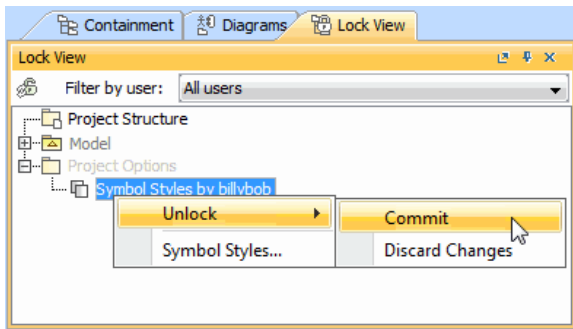 Containment Diagrams Lock View
Lock View
Filter by user: All users
Project Structure
Model
Project Options
Symbol Styles by billybob
Unlock Commit
Symbol Styles... Discard Changes